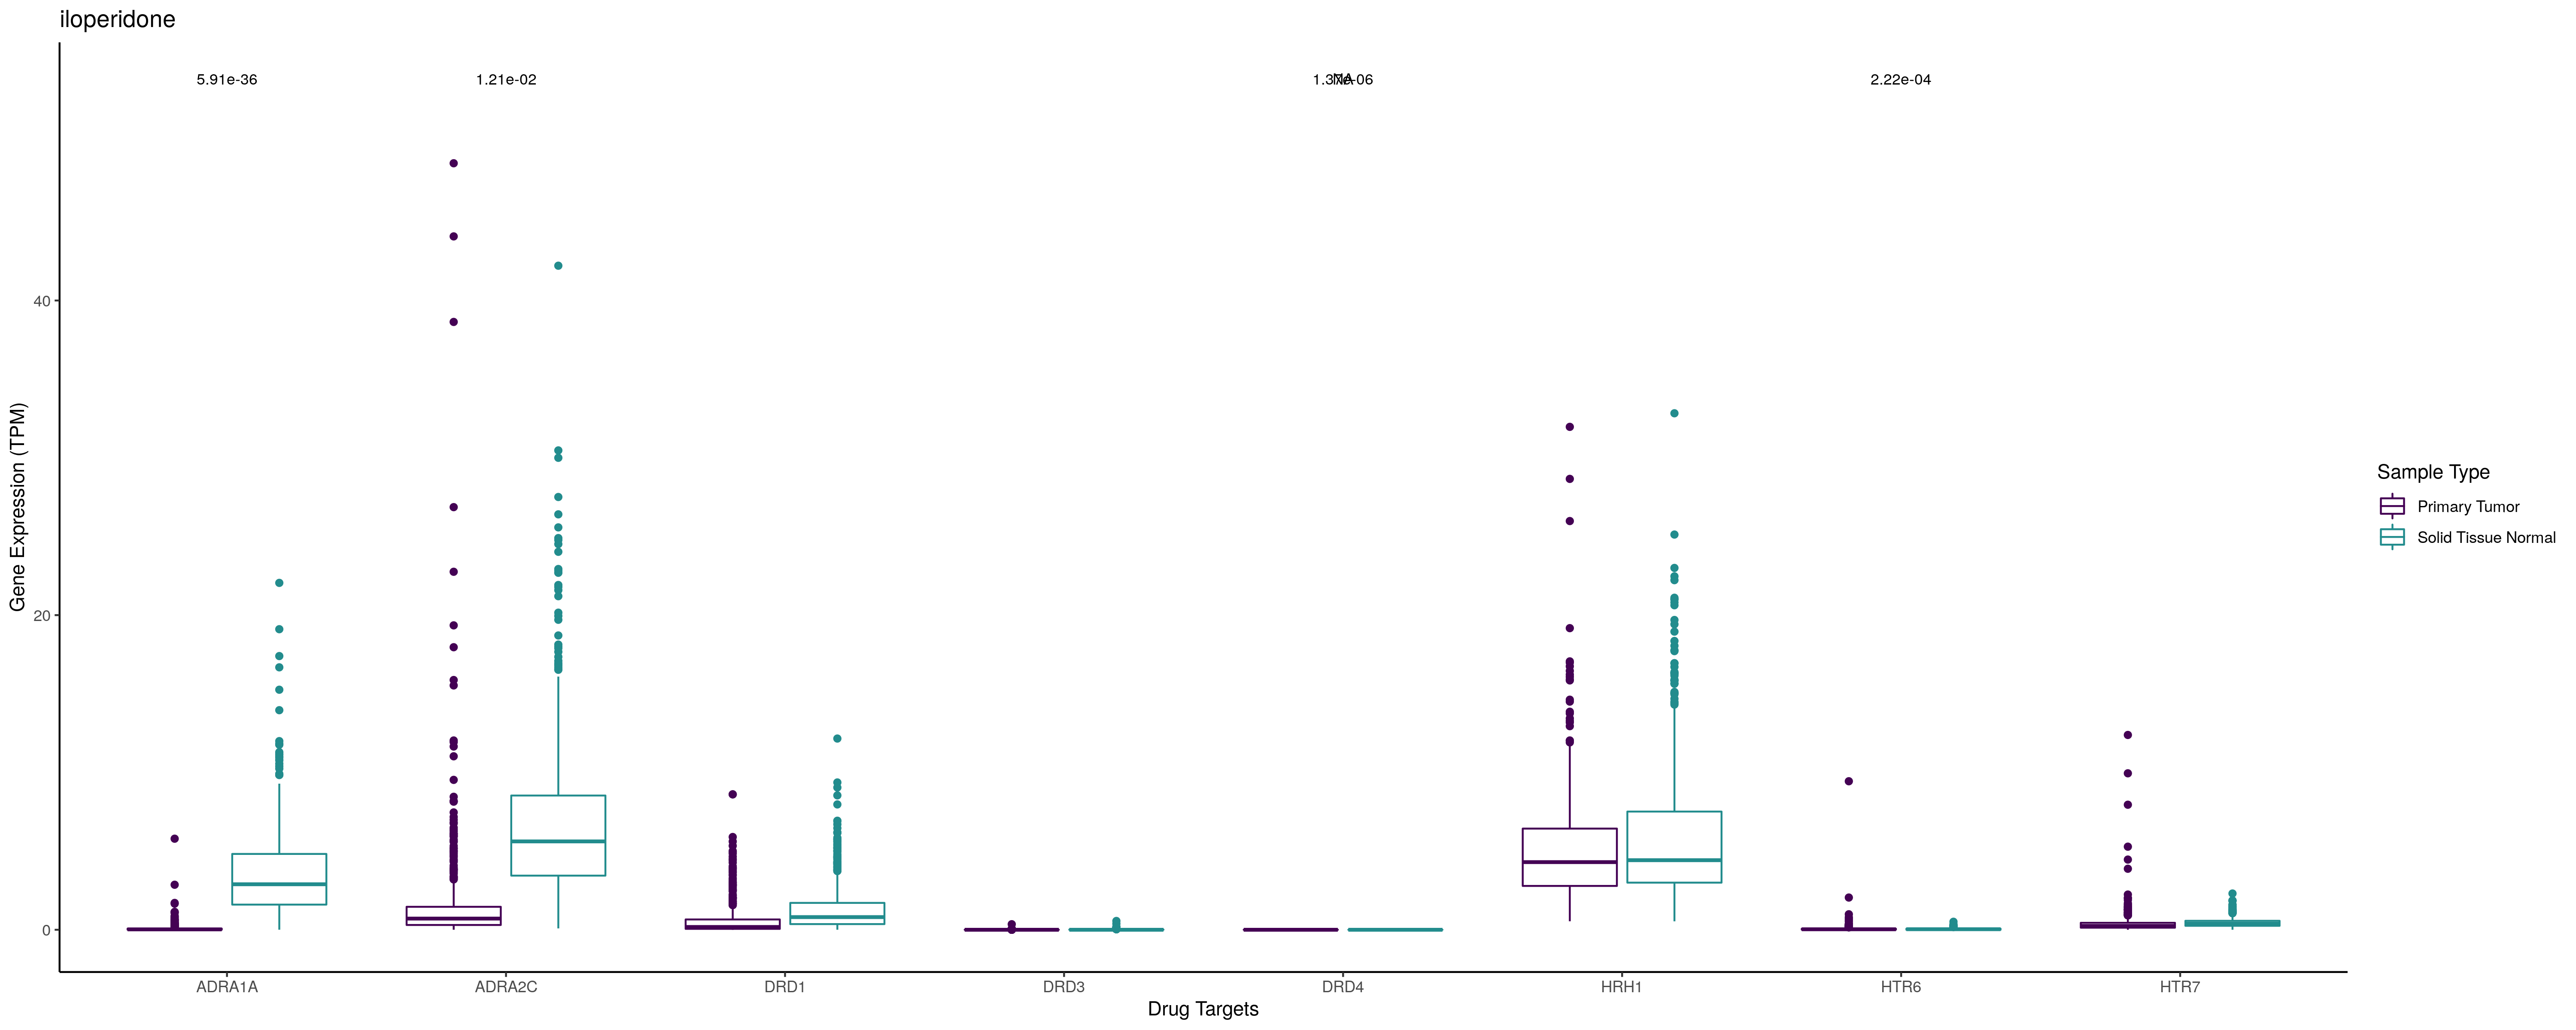 iloperidone
5.91e-36
1.21e-02
2.22e-04
40
20
0
Gene Expression (TPM)
ADRA1A
ADRA2C
DRD1
DRD3
DRD4
HRH1
HTR6
HTR7
Drug Targets
Sample Type
Primary Tumor
Solid Tissue Normal